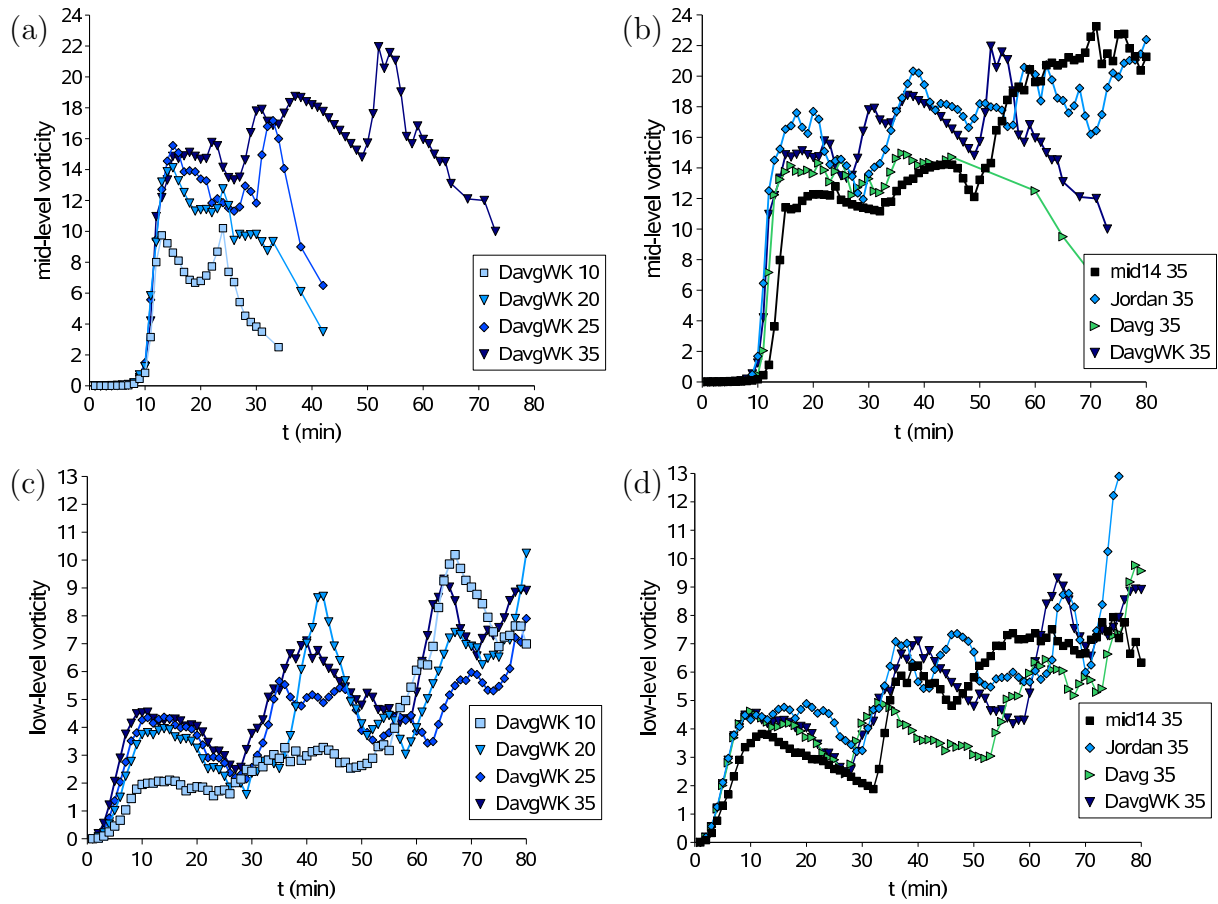 (a)
mid-level vorticity
24
22
20
18
16
14
12
10
8
6
4
2
0
0 10 20 30 40 50 60 70 80
t (min)
DavgWK 10
DavgWK 20
DavgWK 25
DavgWK 35
(b)
mid-level vorticity
24
22
20
18
16
14
12
10
8
6
4
2
0
0 10 20 30 40 50 60 70 80
t (min)
mid14 35
Jordan 35
Davg 35
DavgWK 35
(c)
low-level vorticity
13
12
11
10
9
8
7
6
5
4
3
2
1
0
0 10 20 30 40 50 60 70 80
t (min)
DavgWK 10
DavgWK 20
DavgWK 25
DavgWK 35
(d)
low-level vorticity
13
12
11
10
9
8
7
6
5
4
3
2
1
0
0 10 20 30 40 50 60 70 80
t (min)
mid14 35
Jordan 35
Davg 35
DavgWK 35